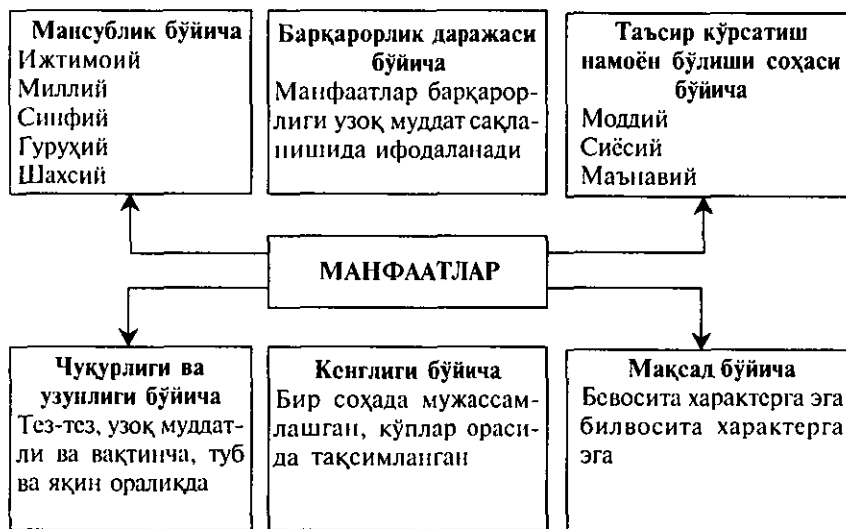 Мансублик бўйича
Ижтимоий
Миллий
Синфий
Гуруҳий
Шахсий
Барқарорлик даражаси
бўйича
Манфаатлар барқарор-
лиги узоқ муддат сақла-
нишида ифодаланади
Таъсир кўрсатиш
намоён бўлиши соҳаси
бўйича
Моддий
Сиёсий
Маънавий
МАНФААТЛАР
Чуқурлиги ва
узунлиги бўйича
Тез-тез, узоқ муддат-
ли ва вақтинча, туб
ва яқин оралиқда
Кенглиги бўйича
Бир соҳада мужассам-
лашган, кўплар ораси-
да тақсимланган
Мақсад бўйича
Бевосита характерга эга
билвосита характерга
эга